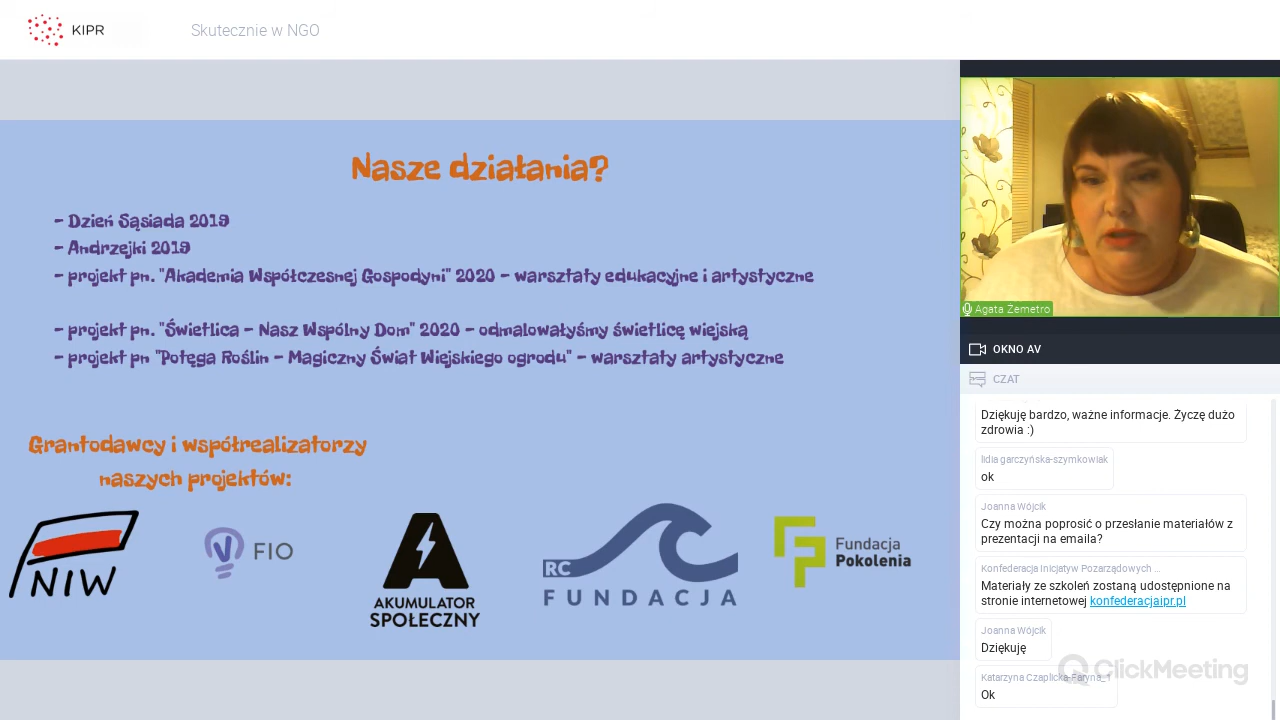 KIPR
Skutecznie w NGO
Nasze działania?
- Dzień Sąsiada 2019
- Andrzejki 2019
- projekt pn. "Akademia Współczesnej Gospodyni" 2020 - warsztaty edukacyjne i artystyczne
- projekt pn. "Świetlica - Nasz Wspólny Dom" 2020 - odmalowałyśmy świetlicę wiejską
- projekt pn "Potęga Roślin - Magiczny Świat Wiejskiego ogrodu" - warsztaty artystyczne
Grantodawcy i współrealizatorzy
naszych projektów:
NIW
FIO
AKUMULATOR
SPOŁECZNY
RC
FUNDACJA
Fundacja
Pokolenia
Agata Żemetro
OKNO AV
CZAT
Dziękuję bardzo, ważne informacje. Życzę dużo
zdrowia :)
lidia garczyńska-szymkowiak
ok
Joanna Wójcik
Czy można poprosić o przesłanie materiałów z
prezentacji na emaila?
Konfederacja Inicjatyw Pozarządowych ...
Materiały ze szkoleń zostaną udostępnione na
stronie internetowej konfederacjaipr.pl
Joanna Wójcik
Dziękuję
Katarzyna Czaplicka-Faryna_1
Ok
ClickMeeting